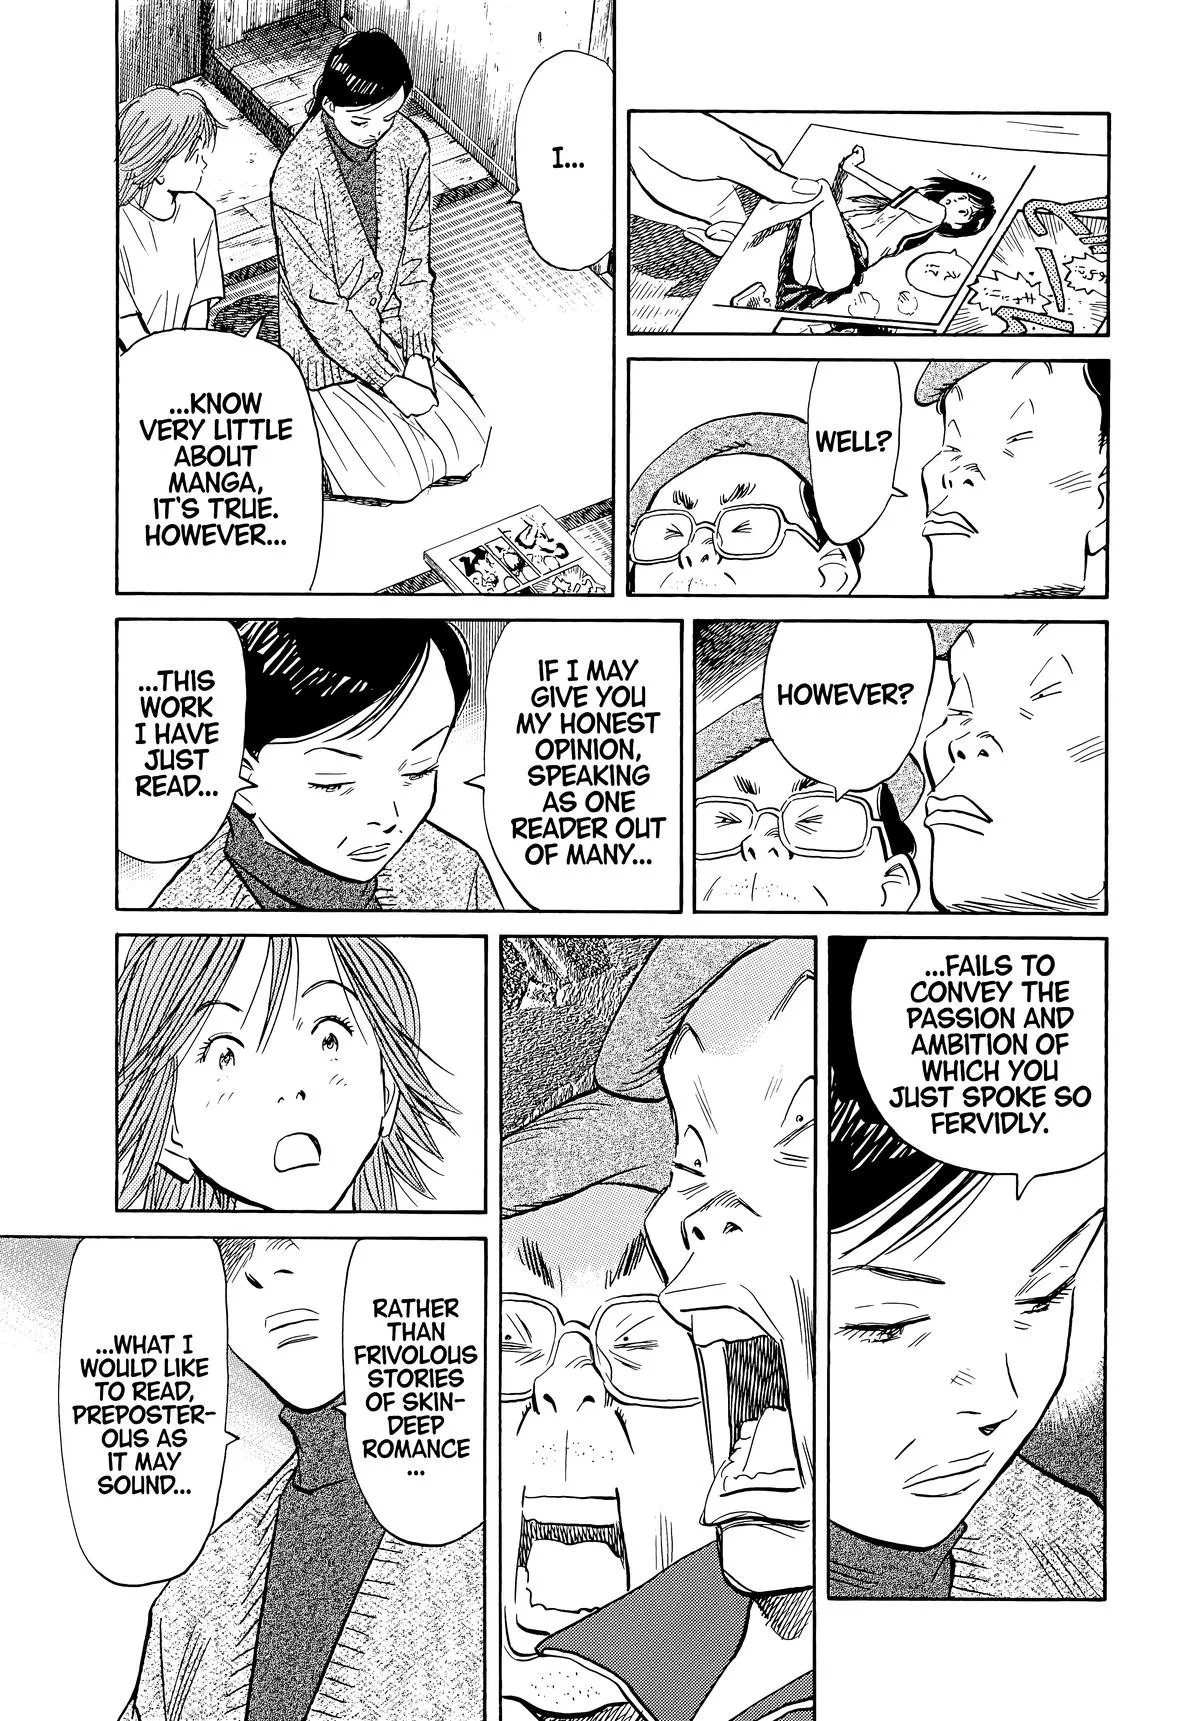 WELL?
I...
...KNOW
VERY LITTLE
ABOUT
MANGA,
IT'S TRUE.
HOWEVER...
HOWEVER?
IF I MAY
GIVE YOU
MY HONEST
OPINION,
SPEAKING
AS ONE
READER OUT
OF MANY...
...THIS
WORK
I HAVE
JUST
READ...
...FAILS TO
CONVEY THE
PASSION AND
AMBITION OF
WHICH YOU
JUST SPOKE SO
FERVIDLY.
RATHER
THAN
FRIVOLOUS
STORIES
OF SKIN-
DEEP
ROMANCE
...
...WHAT I
WOULD LIKE
TO READ,
PREPOSTER-
OUS AS
IT MAY
SOUND...